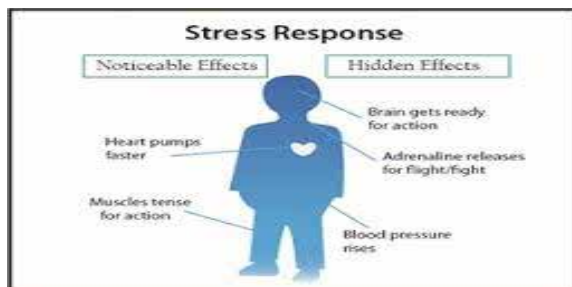 Stress Response
Noticeable Effects
Hidden Effects
Brain gets ready
for action
Heart pumps
faster
Adrenaline releases
for flight/fight
Muscles tense
for action
Blood pressure
rises